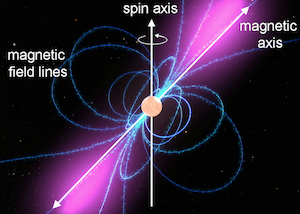 spin axis
magnetic
axis
magnetic
field lines